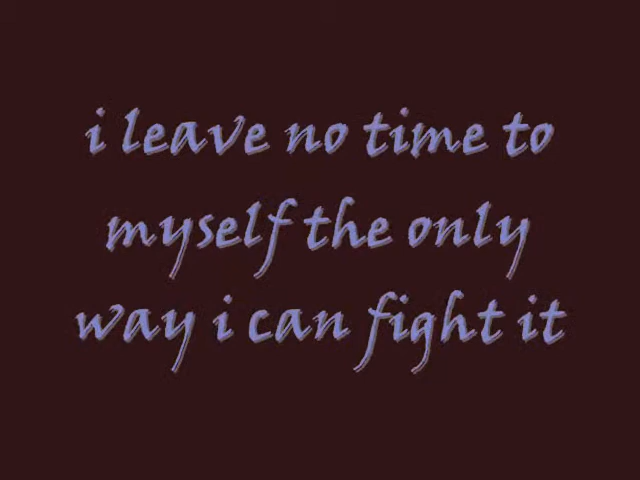 i leave no time to
myself the only
way i can fight it